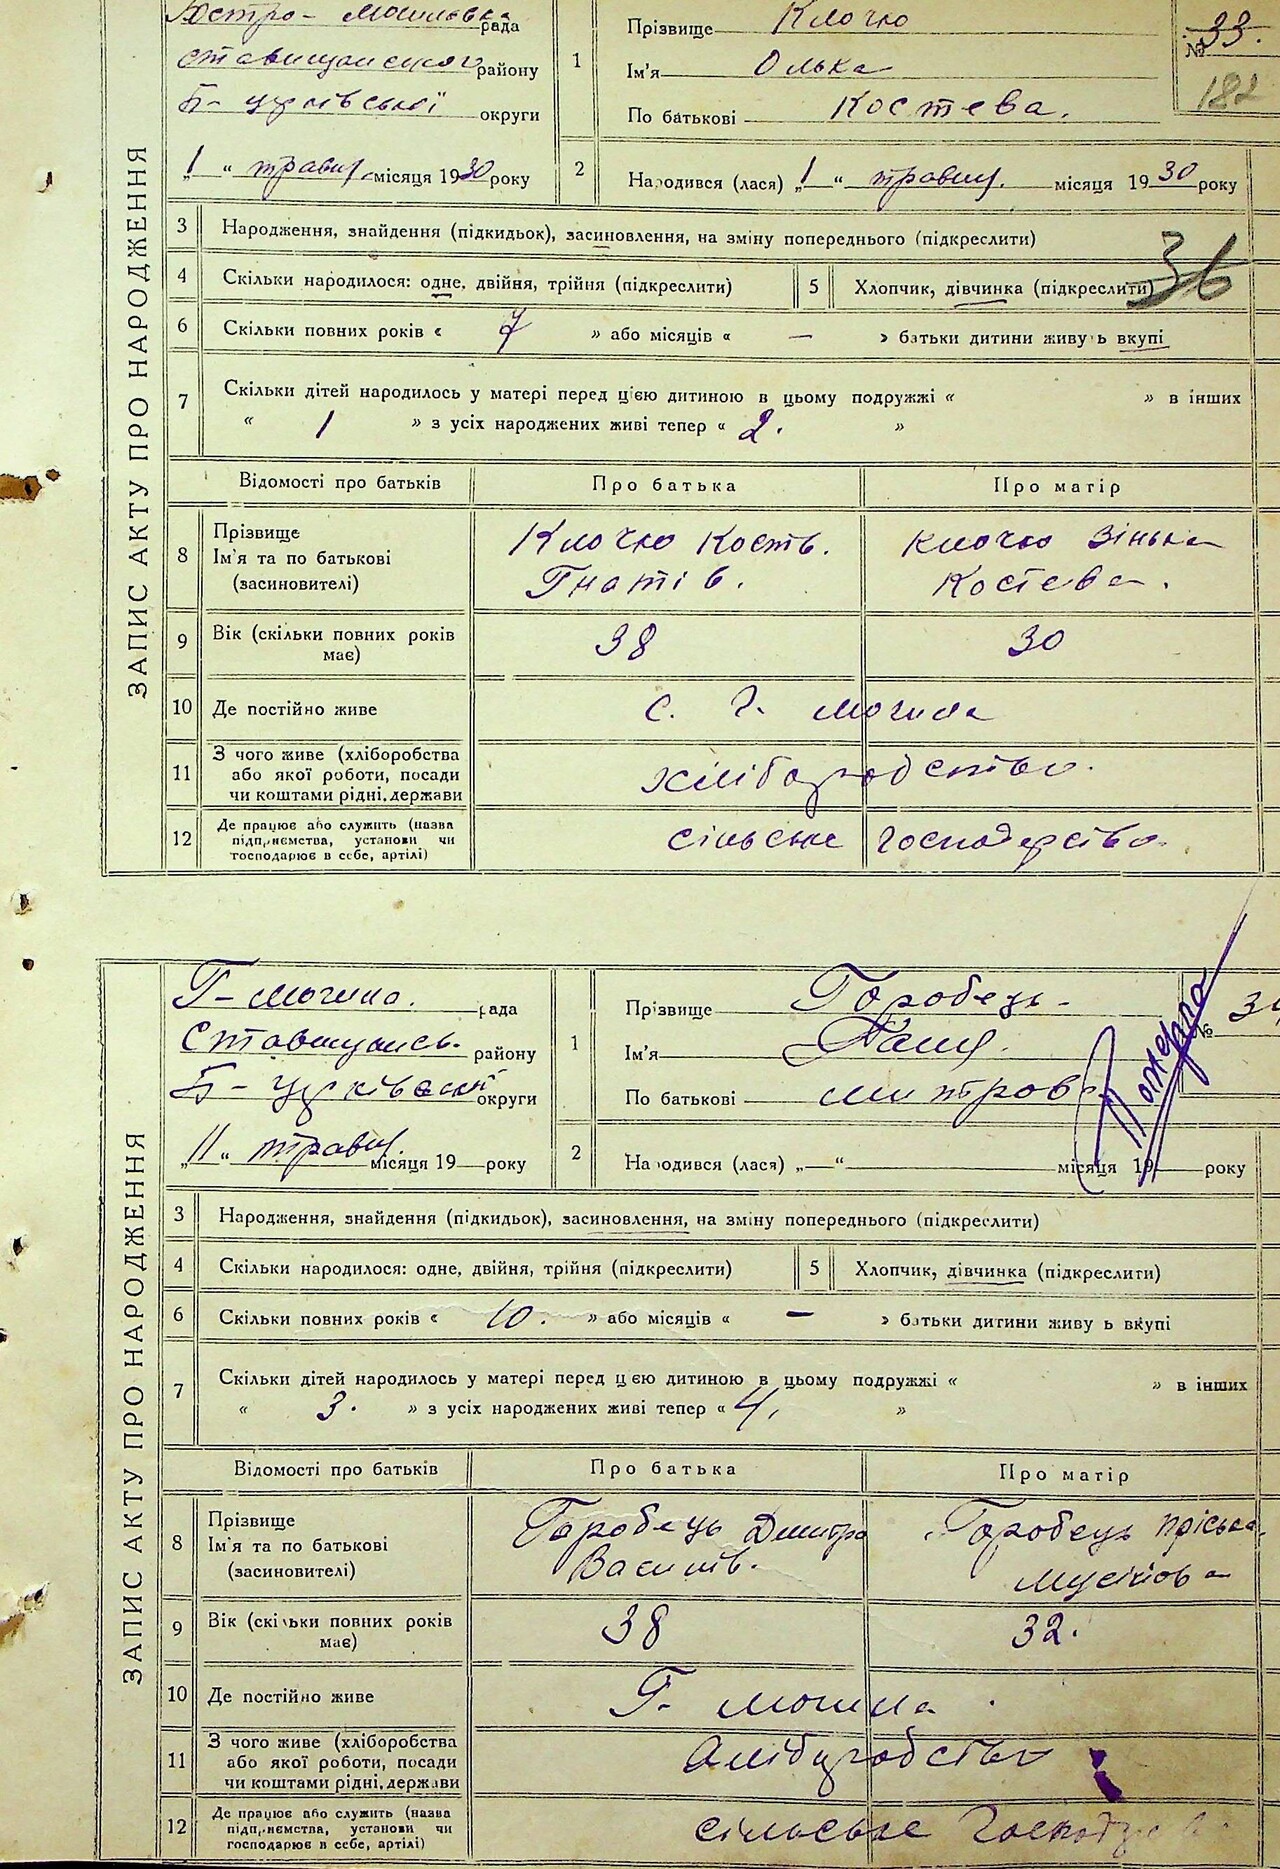 Гостро-Могильська рада
Ставищанського району
Б-Церківської округи
„1“ травня місяця 1930 року
1
Прізвище Клочко
Ім'я Олька
По батькові Костева.
№ 33.
182
2
Народився (лася) „1“ травня. місяця 1930 року
ЗАПИС АКТУ ПРО НАРОДЖЕННЯ
3 Народження, знайдення (підкидьок), засиновлення, на зміну попереднього (підкреслити)
4 Скільки народилося: одне, двійня, трійня (підкреслити)
5 Хлопчик, дівчинка (підкреслити)
36
6 Скільки повних років « 7 » або місяців « — » батьки дитини живуть вкупі
7 Скільки дітей народилось у матері перед цією дитиною в цьому подружжі « » в інших
« 1 » з усіх народжених живі тепер « 2. »
Відомості про батьків Про батька Про матір
8 Прізвище
Ім'я та по батькові
(засиновителі)
Клочко Кость.
Гнатів.
Клочко Зінька
Костева.
9 Вік (скільки повних років
має)
38 30
10 Де постійно живе
с. Г. Могила
11 З чого живе (хліборобства
або якої роботи, посади
чи коштами рідні, держави
хліборобство.
12 Де працює або служить (назва
підприємства, установи чи
господарює в себе, артілі)
сільське господарство.
Г-Могила. рада
Ставищансь. району
Б-Церківської округи
„11“ травня місяця 19 року
1
Прізвище Горобець
Ім'я Ганя.
По батькові Митрова
№ 34
2
Народився (лася) „—“ місяця 19 року
ЗАПИС АКТУ ПРО НАРОДЖЕННЯ
3 Народження, знайдення (підкидьок), засиновлення, на зміну попереднього (підкреслити)
4 Скільки народилося: одне, двійня, трійня (підкреслити)
5 Хлопчик, дівчинка (підкреслити)
6 Скільки повних років « 10. » або місяців « — » батьки дитини живуть вкупі
7 Скільки дітей народилось у матері перед цією дитиною в цьому подружжі « » в інших
« 3. » з усіх народжених живі тепер « 4. »
Відомості про батьків Про батька Про матір
8 Прізвище
Ім'я та по батькові
(засиновителі)
Горобець Дмитро
Василів.
Горобець Пріська
Мусійова
9 Вік (скільки повних років
має)
38 32.
10 Де постійно живе
Г- Могила
11 З чого живе (хліборобства
або якої роботи, посади
чи коштами рідні, держави
хліборобство
12 Де працює або служить (назва
підприємства, установи чи
господарює в себе, артілі)
сільське